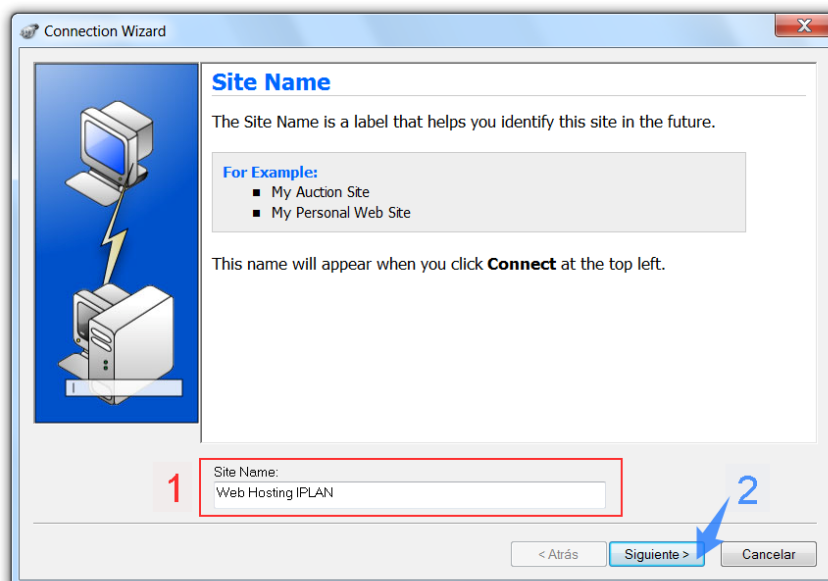 Connection Wizard
X
Site Name
The Site Name is a label that helps you identify this site in the future.
For Example:
▪ My Auction Site
▪ My Personal Web Site
This name will appear when you click Connect at the top left.
1
Site Name:
Web Hosting IPLAN
2
< Atrás
Siguiente >
Cancelar